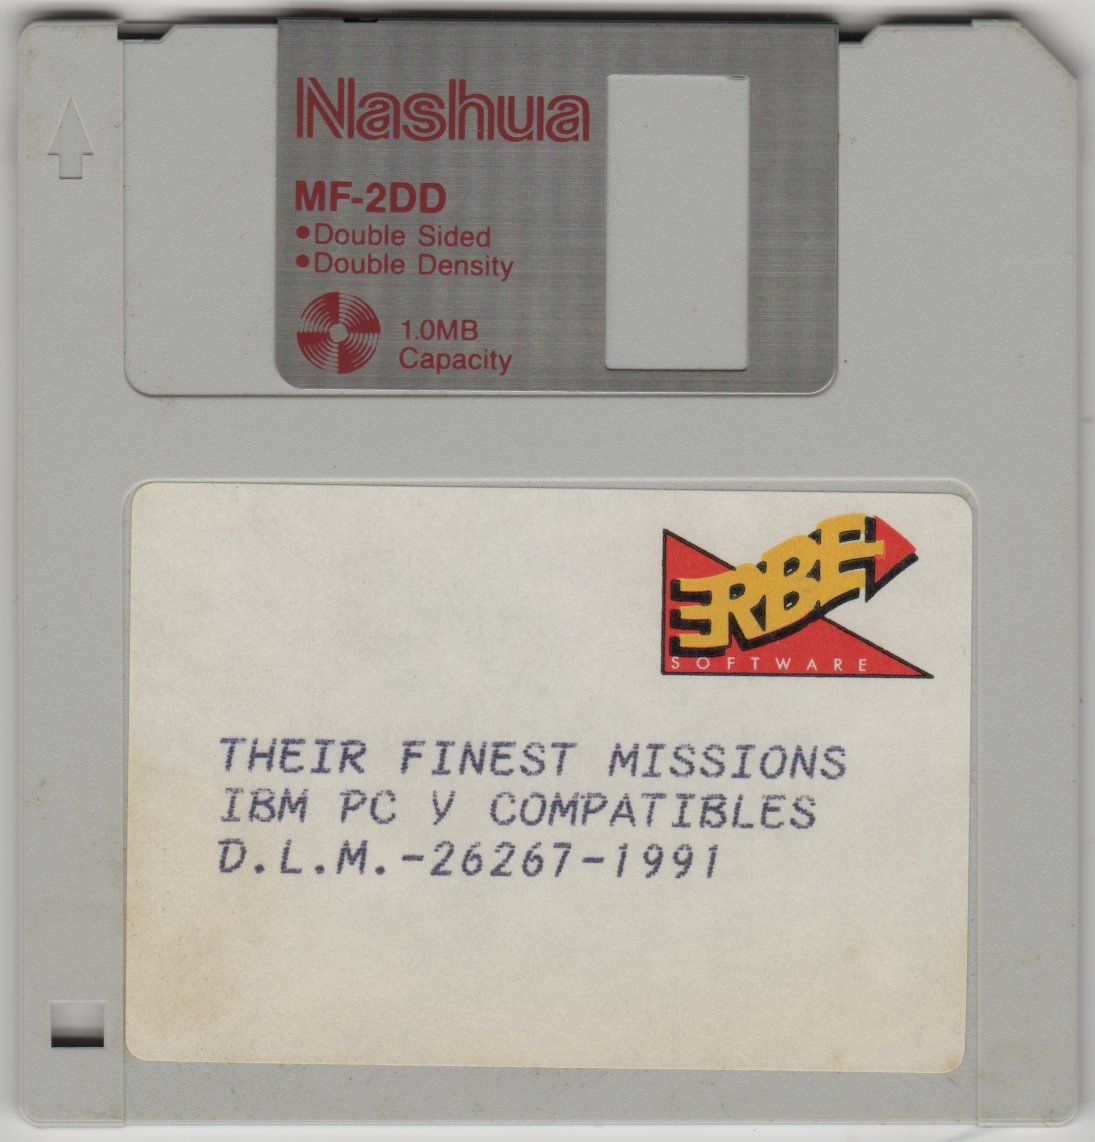 Nashua
MF-2DD
•Double Sided
•Double Density
1.0MB
Capacity
ERBE
SOFTWARE
THEIR FINEST MISSIONS
IBM PC Y COMPATIBLES
D.L.M.-26267-1991